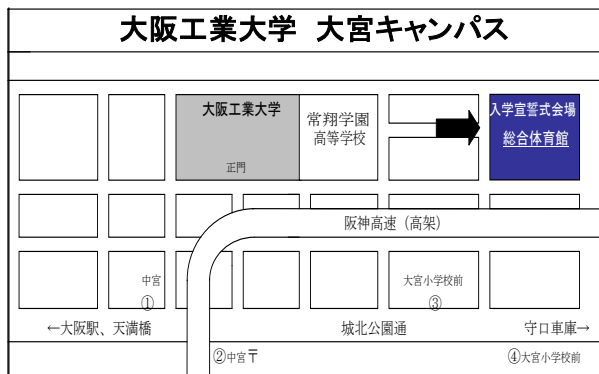 大阪工業大学 大宮キャンパス
大阪工業大学
正門
常翔学園
高等学校
入学宣誓式会場
総合体育館
阪神高速（高架）
中宮
①
大宮小学校前
③
←大阪駅、天満橋
城北公園通
守口車庫→
②中宮〒
④大宮小学校前